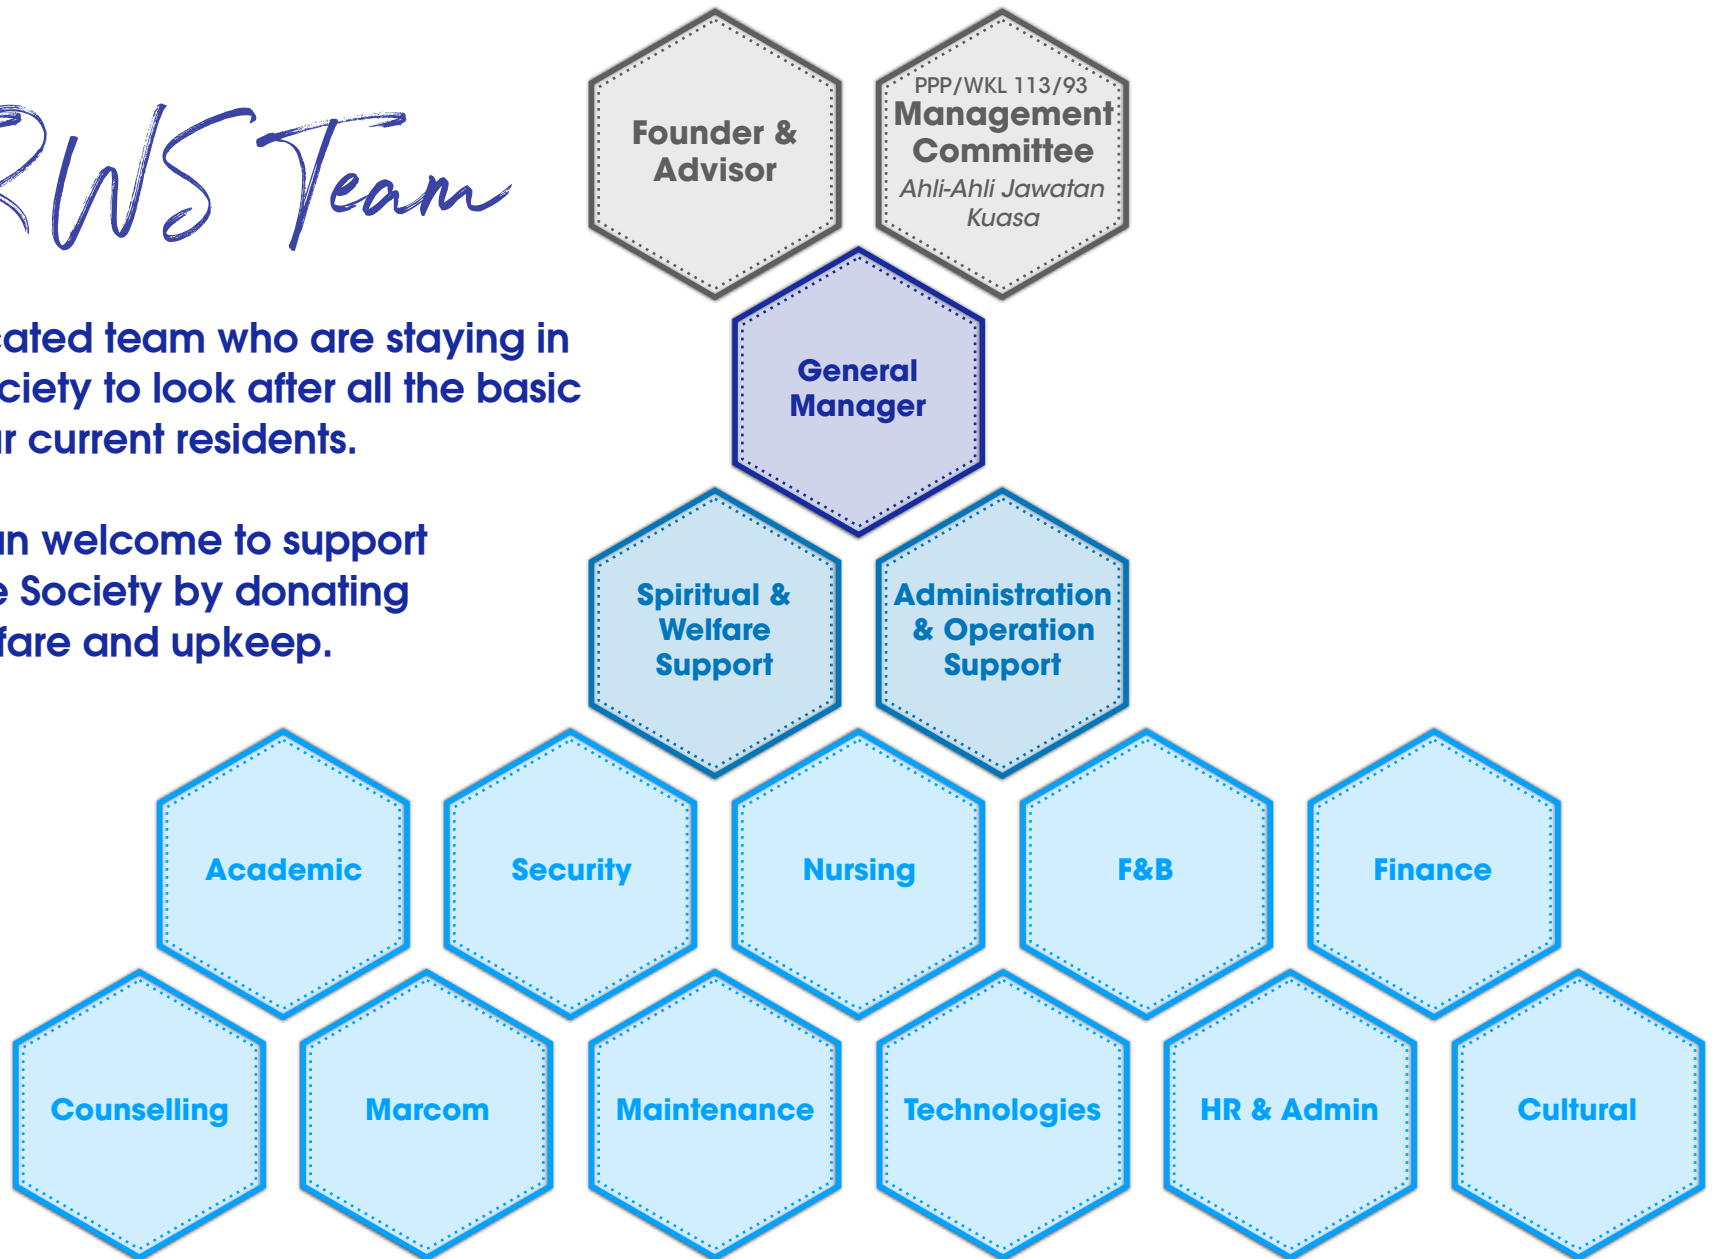 RWS Team
cated team who are staying in
ciety to look after all the basic
ur current residents.
an welcome to support
e Society by donating
fare and upkeep.
Founder &
Advisor
PPP/WKL 113/93
Management
Committee
Ahli-Ahli Jawatan
Kuasa
General
Manager
Spiritual &
Welfare
Support
Administration
& Operation
Support
Academic
Security
Nursing
F&B
Finance
Counselling
Marcom
Maintenance
Technologies
HR & Admin
Cultural